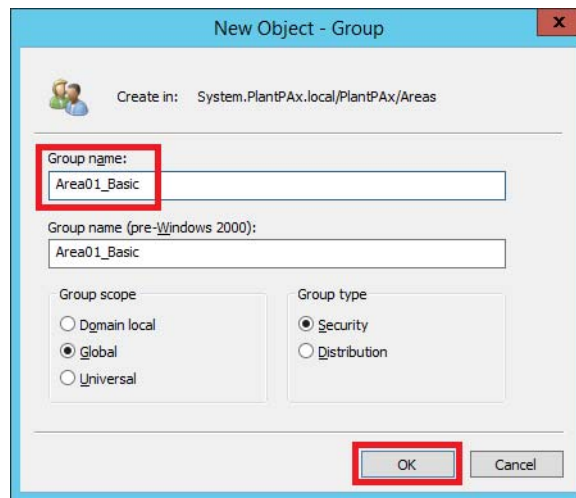 New Object - Group
x
Create in: System.PlantPAx.local/PlantPAx/Areas
Group name:
Area01_Basic
Group name (pre-Windows 2000):
Area01_Basic
Group scope
Domain local
Global
Universal
Group type
Security
Distribution
OK
Cancel